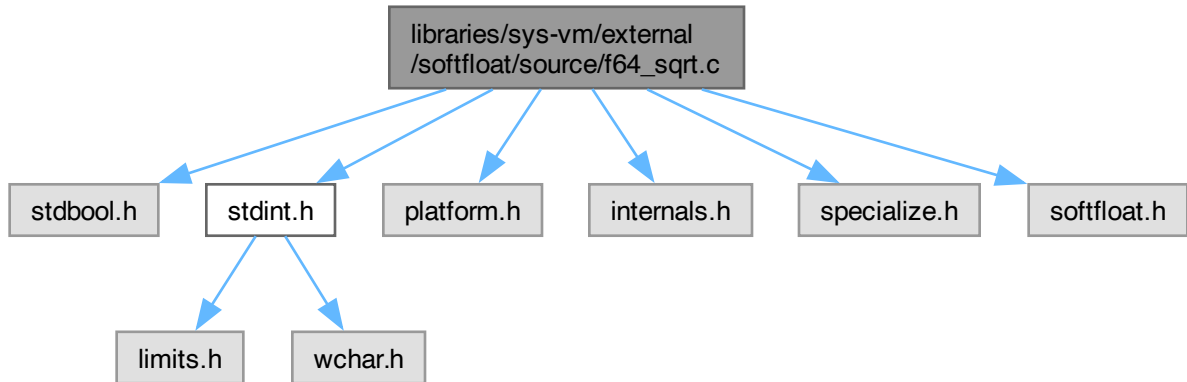 libraries/sys-vm/external
/softfloat/source/f64_sqrt.c
stdbool.h
stdint.h
platform.h
internals.h
specialize.h
softfloat.h
limits.h
wchar.h